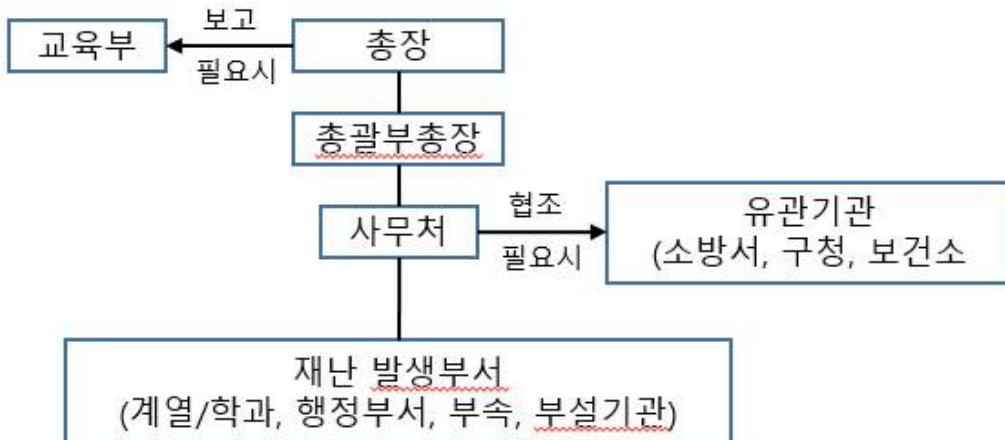 교육부
보고
필요시
총장
총괄부총장
사무처
협조
필요시
유관기관
(소방서, 구청, 보건소
재난 발생부서
(계열/학과, 행정부서, 부속, 부설기관)